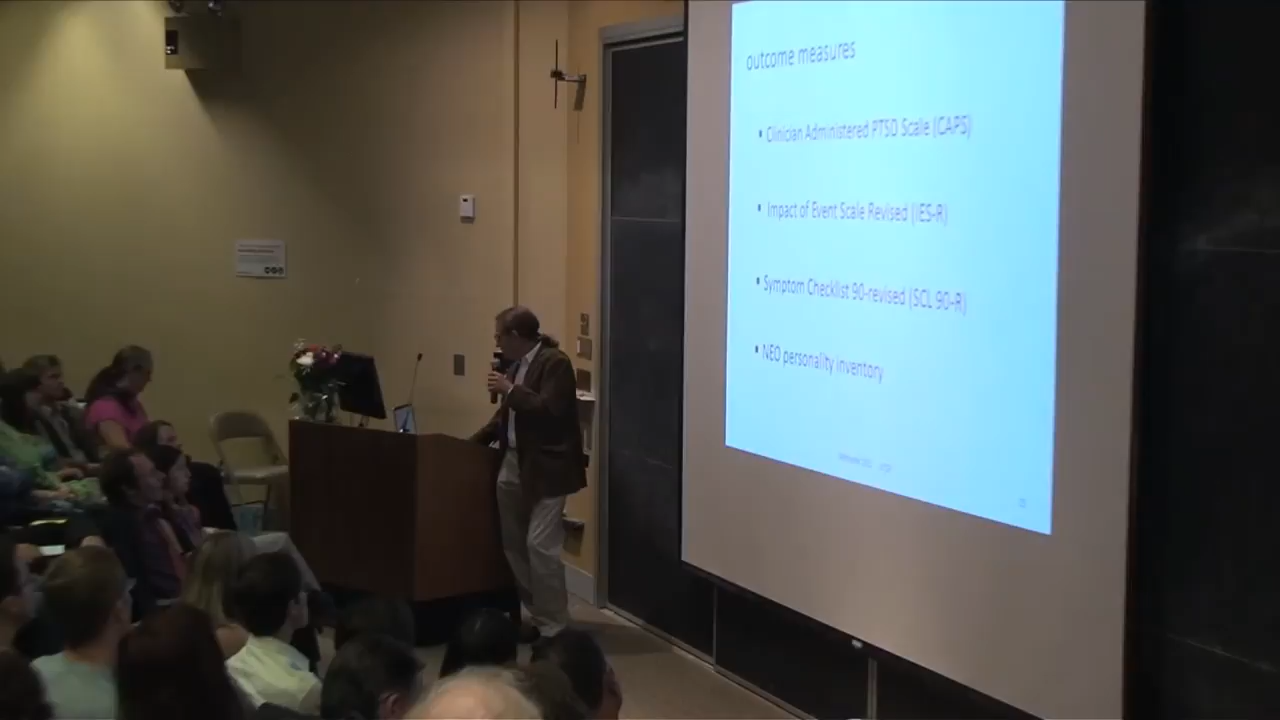 outcome measures
• Clinician Administered PTSD Scale (CAPS)
• Impact of Event Scale Revised (IES-R)
• Symptom Checklist 90-revised (SCL 90-R)
• NEO personality inventory